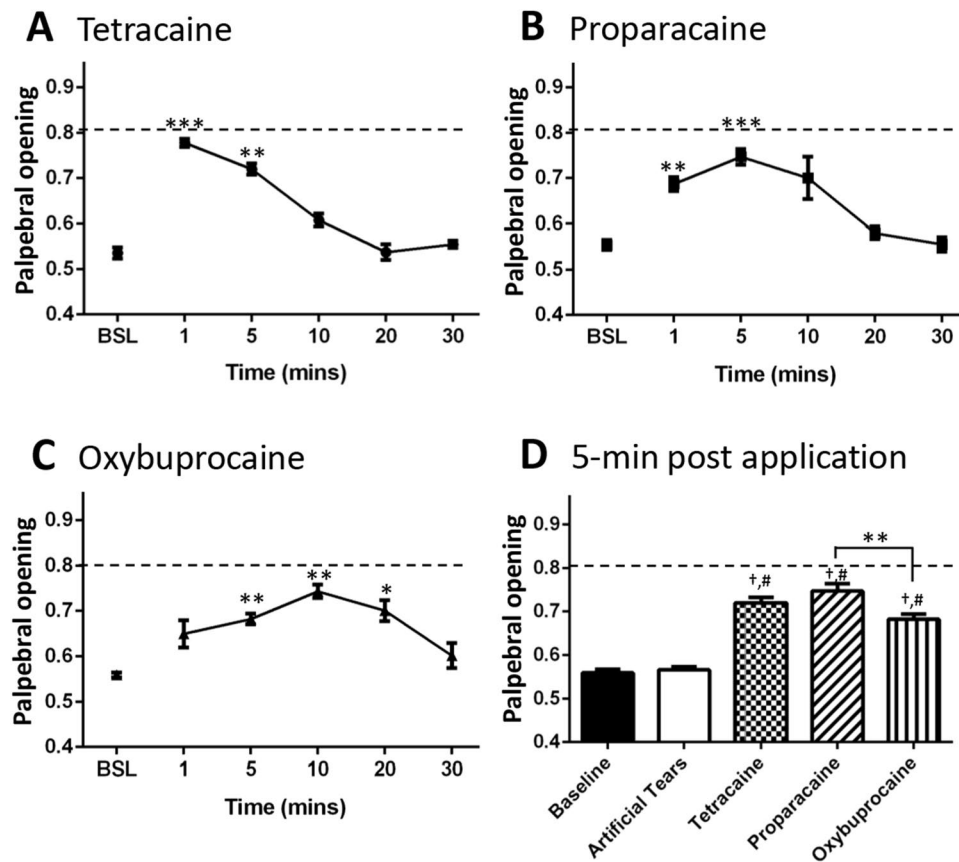 A Tetracaine
Palpebral opening
0.9
0.8
0.7
0.6
0.5
0.4
***
**
BSL 1 5 10 20 30
Time (mins)
B Proparacaine
Palpebral opening
0.9
0.8
0.7
0.6
0.5
0.4
**
***
BSL 1 5 10 20 30
Time (mins)
C Oxybuprocaine
Palpebral opening
0.9
0.8
0.7
0.6
0.5
0.4
**
**
*
BSL 1 5 10 20 30
Time (mins)
D 5-min post application
Palpebral opening
0.9
0.8
0.7
0.6
0.5
0.4
**
†,#
†,#
†,#
Baseline
Artificial Tears
Tetracaine
Proparacaine
Oxybuprocaine